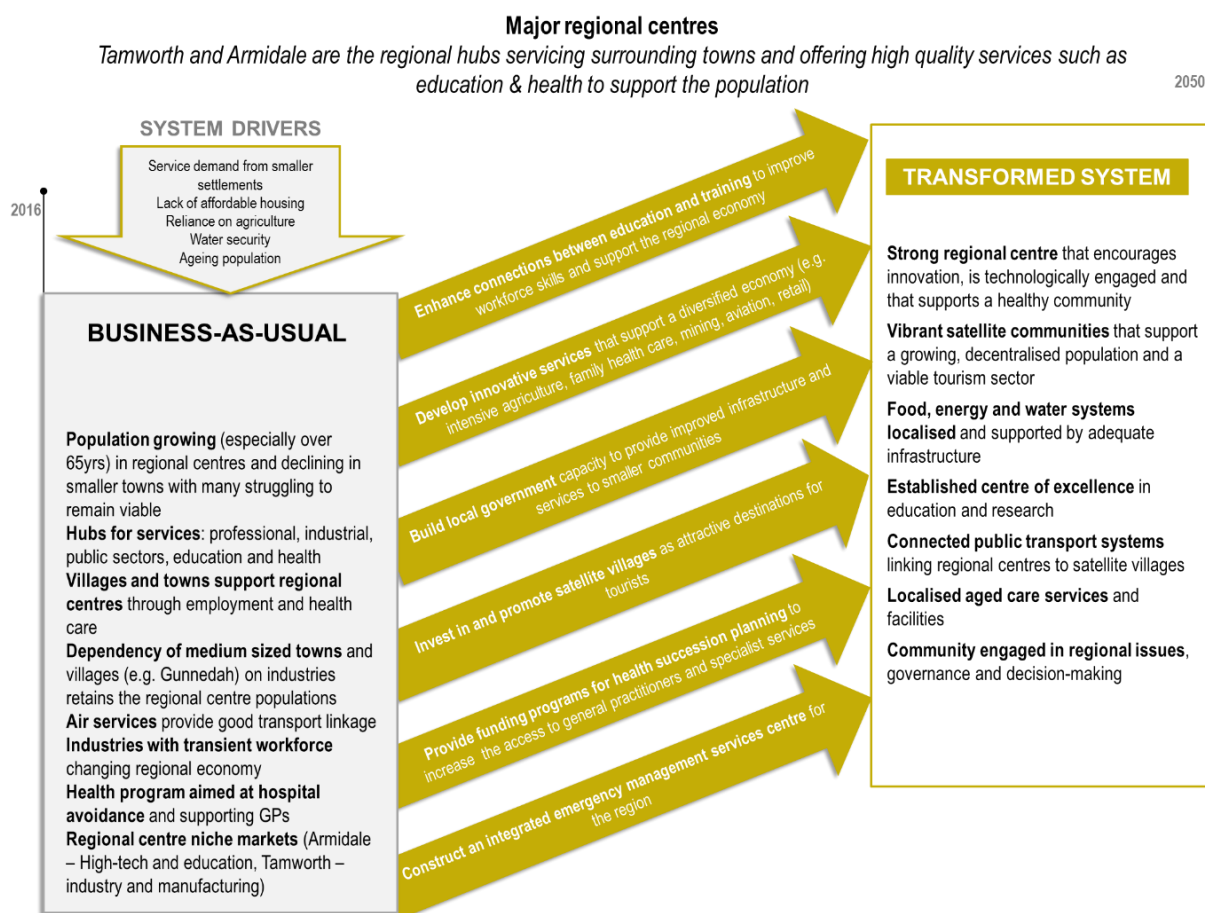 Major regional centres
Tamworth and Armidale are the regional hubs servicing surrounding towns and offering high quality services such as
education & health to support the population
2050
SYSTEM DRIVERS
Service demand from smaller
settlements
Lack of affordable housing
Reliance on agriculture
Water security
Ageing population
2016
BUSINESS-AS-USUAL
Population growing (especially over
65yrs) in regional centres and declining in
smaller towns with many struggling to
remain viable
Hubs for services: professional, industrial,
public sectors, education and health
Villages and towns support regional
centres through employment and health
care
Dependency of medium sized towns and
villages (e.g. Gunnedah) on industries
retains the regional centre populations
Air services provide good transport linkage
Industries with transient workforce
changing regional economy
Health program aimed at hospital
avoidance and supporting GPs
Regional centre niche markets (Armidale
– High-tech and education, Tamworth –
industry and manufacturing)
Enhance connections between education and training to improve
workforce skills and support the regional economy
Develop innovative services that support a diversified economy (e.g.
intensive agriculture, family health care, mining, aviation, retail)
Build local government capacity to provide improved infrastructure and
services to smaller communities
Invest in and promote satellite villages as attractive destinations for
tourists
Provide funding programs for health succession planning to
increase the access to general practitioners and specialist services
Construct an integrated emergency management services centre for
the region
TRANSFORMED SYSTEM
Strong regional centre that encourages
innovation, is technologically engaged and
that supports a healthy community
Vibrant satellite communities that support
a growing, decentralised population and a
viable tourism sector
Food, energy and water systems
localised and supported by adequate
infrastructure
Established centre of excellence in
education and research
Connected public transport systems
linking regional centres to satellite villages
Localised aged care services and
facilities
Community engaged in regional issues,
governance and decision-making